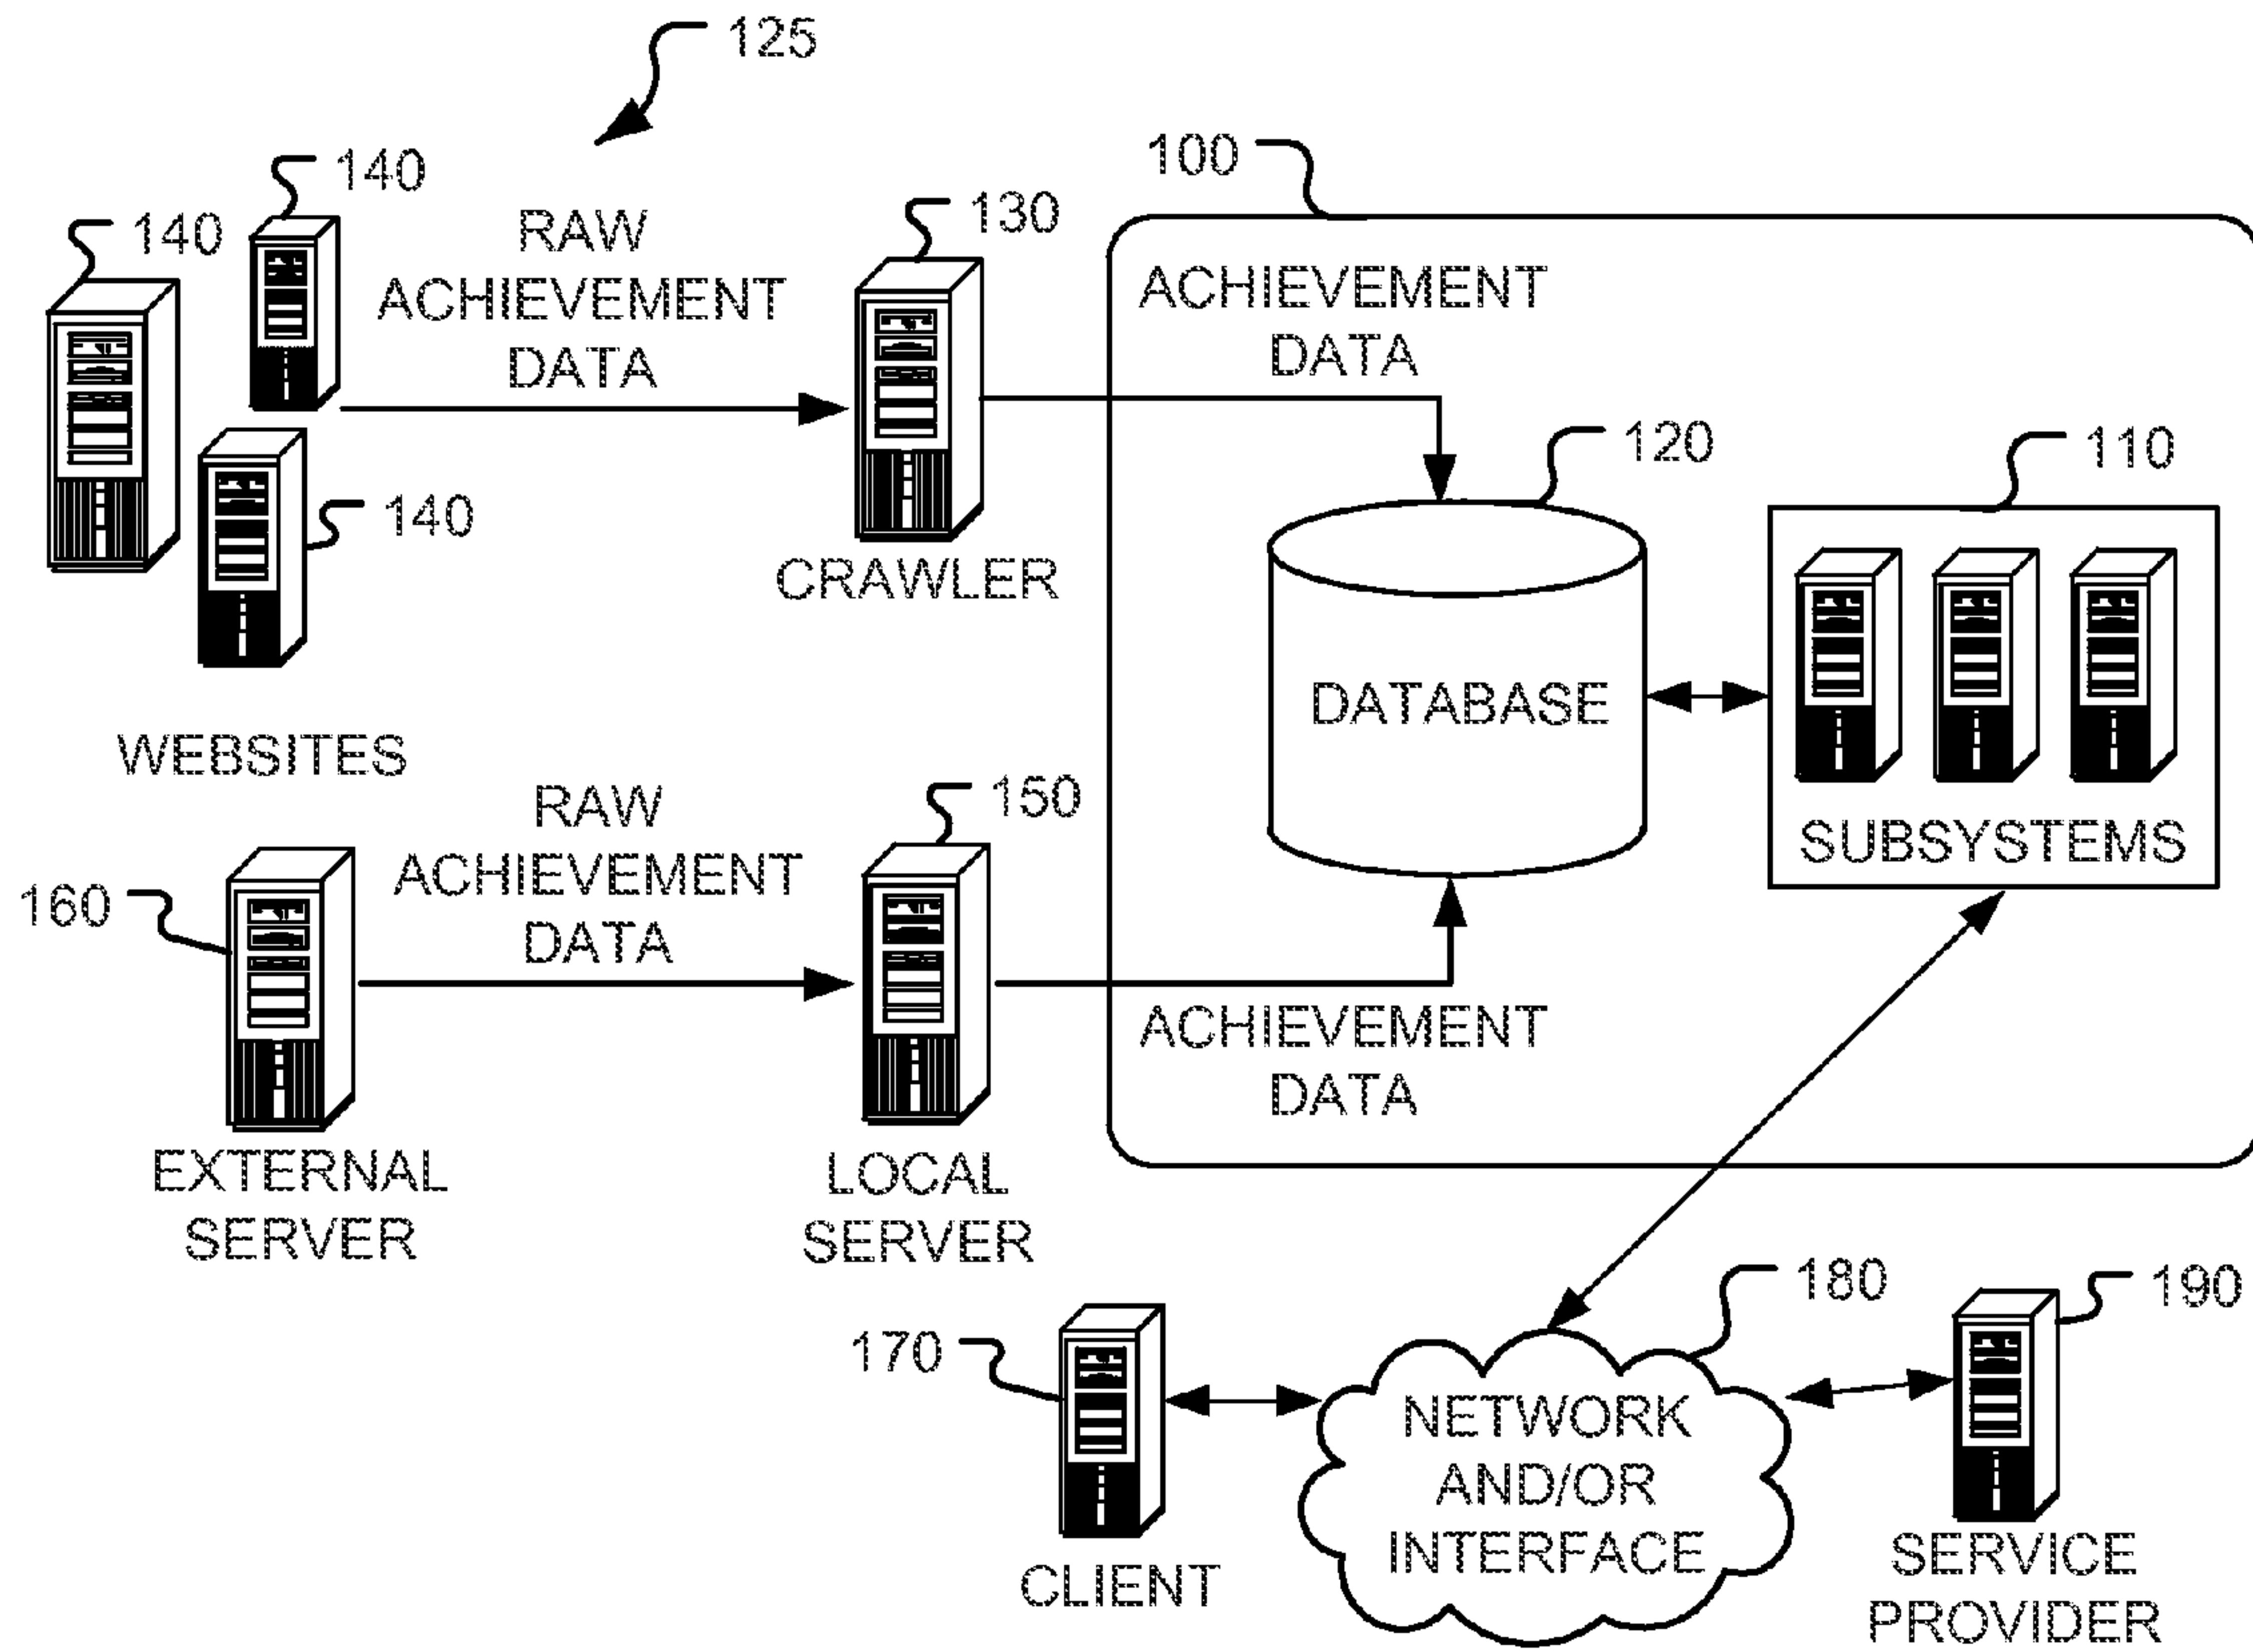 125
100
140
140
130
RAW
ACHIEVEMENT
DATA
ACHIEVEMENT
DATA
120
110
140
CRAWLER
DATABASE
WEBSITES
SUBSYSTEMS
150
RAW
ACHIEVEMENT
DATA
160
ACHIEVEMENT
DATA
EXTERNAL
SERVER
LOCAL
SERVER
180
190
170
NETWORK
AND/OR
INTERFACE
CLIENT
SERVICE
PROVIDER